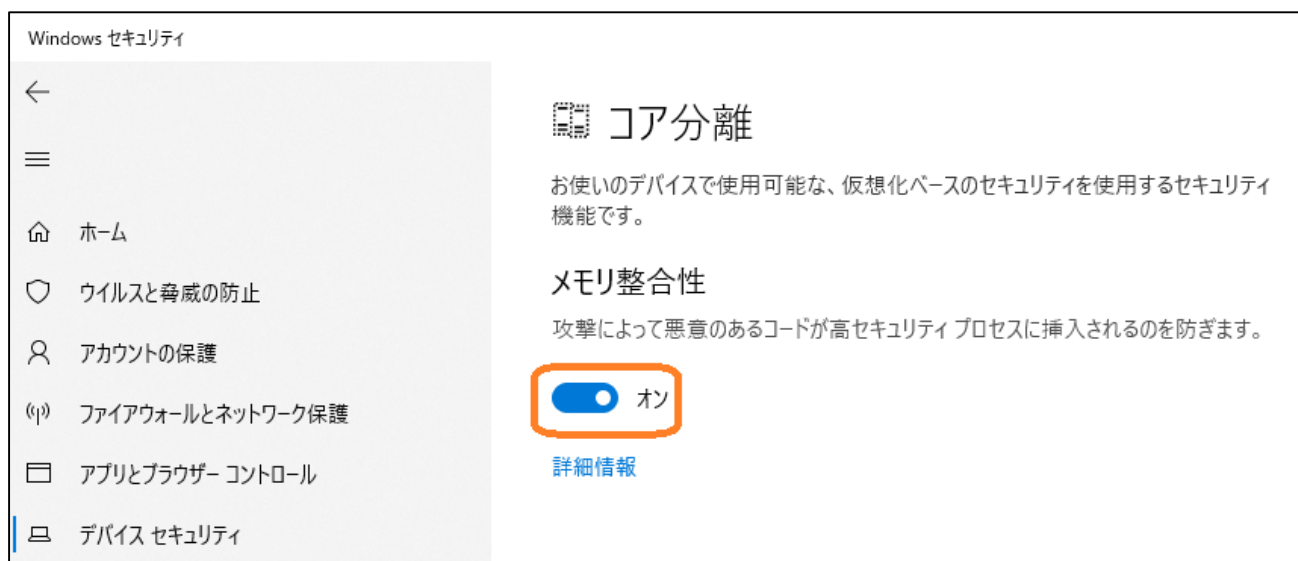 Windows セキュリティ
コア分離
お使いのデバイスで使用可能な、仮想化ベースのセキュリティを使用するセキュリティ
機能です。
メモリ整合性
攻撃によって悪意のあるコードが高セキュリティ プロセスに挿入されるのを防ぎます。
オン
詳細情報
ホーム
ウイルスと脅威の防止
アカウントの保護
ファイアウォールとネットワーク保護
アプリとブラウザー コントロール
デバイス セキュリティ